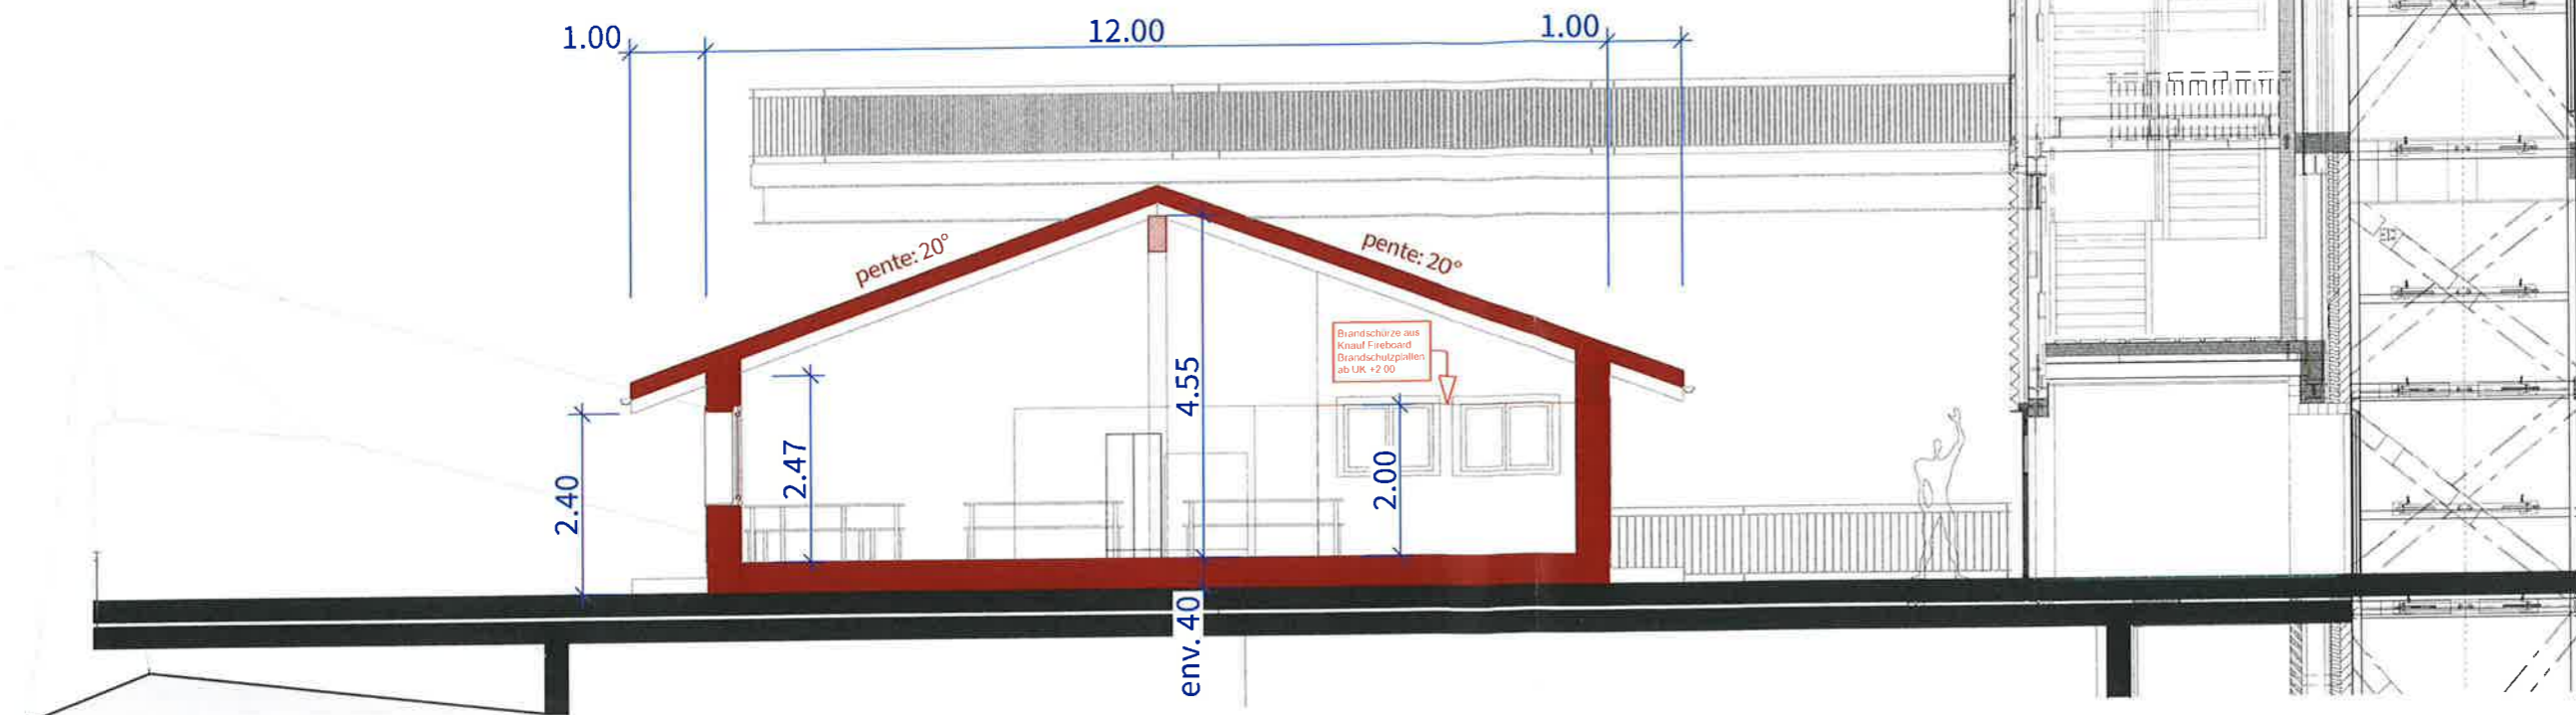 1.00
12.00
1.00
pente: 20°
pente: 20°
Brandschürze aus
Knauf Fireboard
Brandschutzplatten
ab UK +2.00
4.55
2.47
2.40
2.00
env. 40